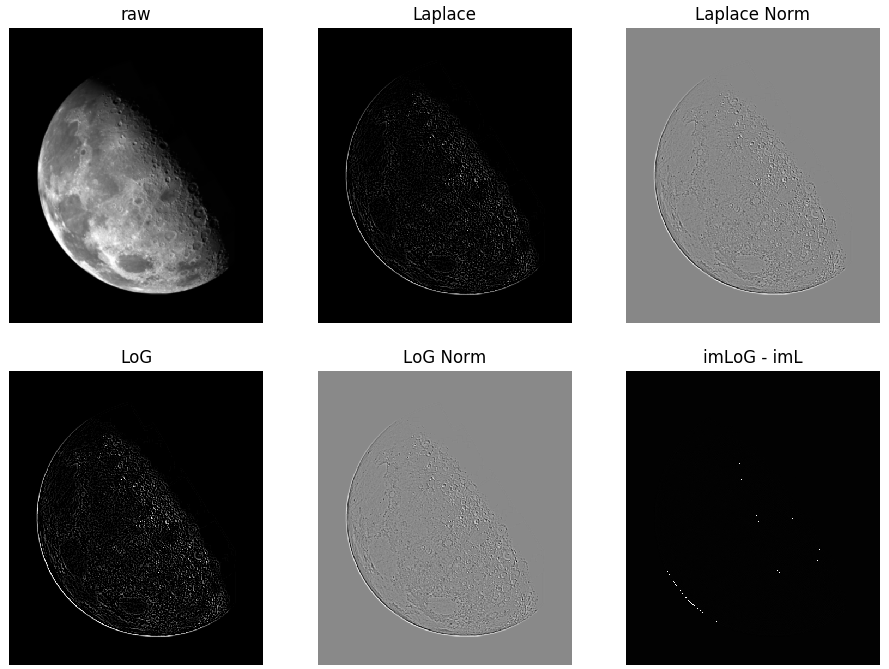 raw
Laplace
Laplace Norm
LoG
LoG Norm
imLoG - imL